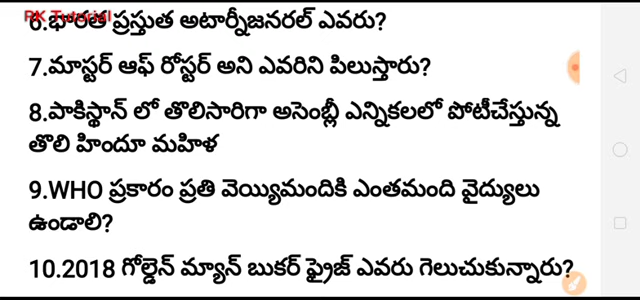 RK Tutorial
6.భారత ప్రస్తుత అటార్నీజనరల్ ఎవరు?
7.మాస్టర్ ఆఫ్ రోస్టర్ అని ఎవరిని పిలుస్తారు?
8.పాకిస్థాన్ లో తొలిసారిగా అసెంబ్లీ ఎన్నికలలో పోటీచేస్తున్న
తొలి హిందూ మహిళ
9.WHO ప్రకారం ప్రతి వెయ్యిమందికి ఎంతమంది వైద్యులు
ఉండాలి?
10.2018 గోల్డెన్ మ్యాన్ బుకర్ ఫ్రైజ్ ఎవరు గెలుచుకున్నారు?